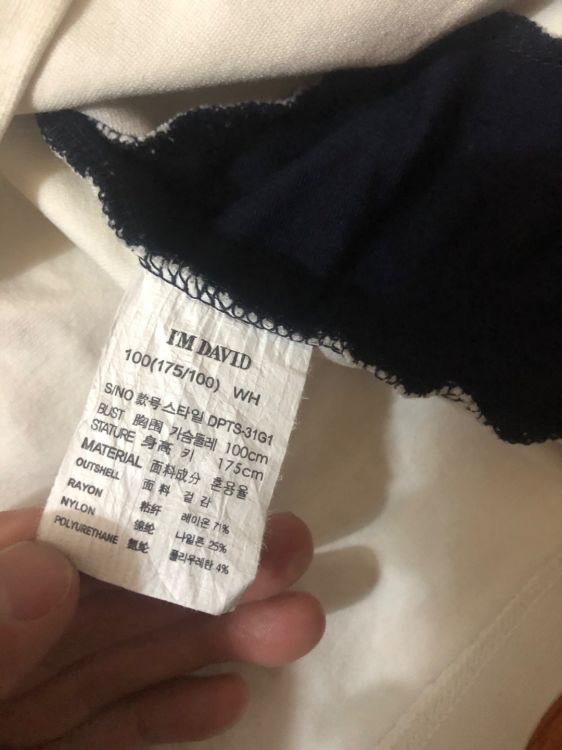 I'M DAVID
100(175/100) WH
S/NO 款号 스타일 DPTS-31G1
BUST 胸围 가슴둘레 100cm
STATURE 身高 키 175cm
MATERIAL 面料成分 혼용율
OUTSHELL 面料 겉감
RAYON 粘纤 레이온 71%
NYLON 锦纶 나일론 25%
POLYURETHANE 氨纶 폴리우레탄 4%